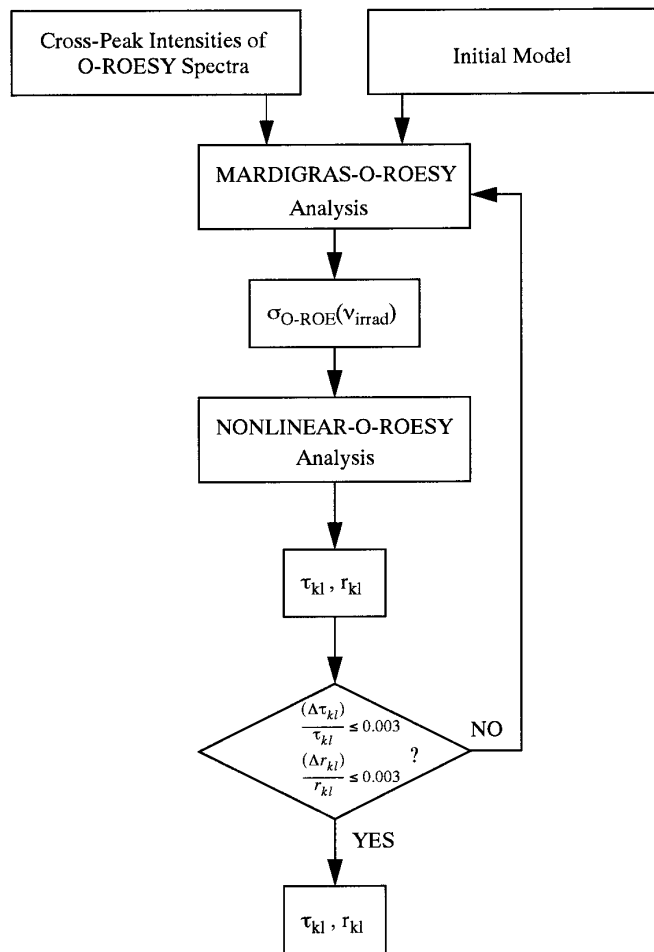 Cross-Peak Intensities of
O-ROESY Spectra
Initial Model
MARDIGRAS-O-ROESY
Analysis
σO-ROE(νirrad)
NONLINEAR-O-ROESY
Analysis
τkl , rkl
(Δτkl)
τkl ≤ 0.003
?
(Δrkl)
rkl ≤ 0.003
NO
YES
τkl , rkl